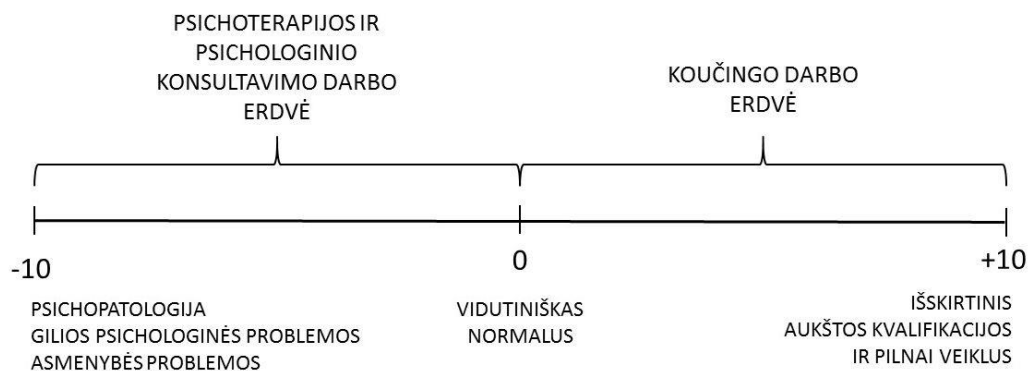 PSICHOTERAPIJOS IR
PSICHOLOGINIO
KONSULTAVIMO DARBO
ERDVĖ
KOUČINGO DARBO
ERDVĖ
-10
0
+10
PSICHOPATOLOGIJA
GILIOS PSICHOLOGINĖS PROBLEMOS
ASMENYBĖS PROBLEMOS
VIDUTINIŠKAS
NORMALUS
IŠSKIRTINIS
AUKŠTOS KVALIFIKACIJOS
IR PILNAI VEIKLUS